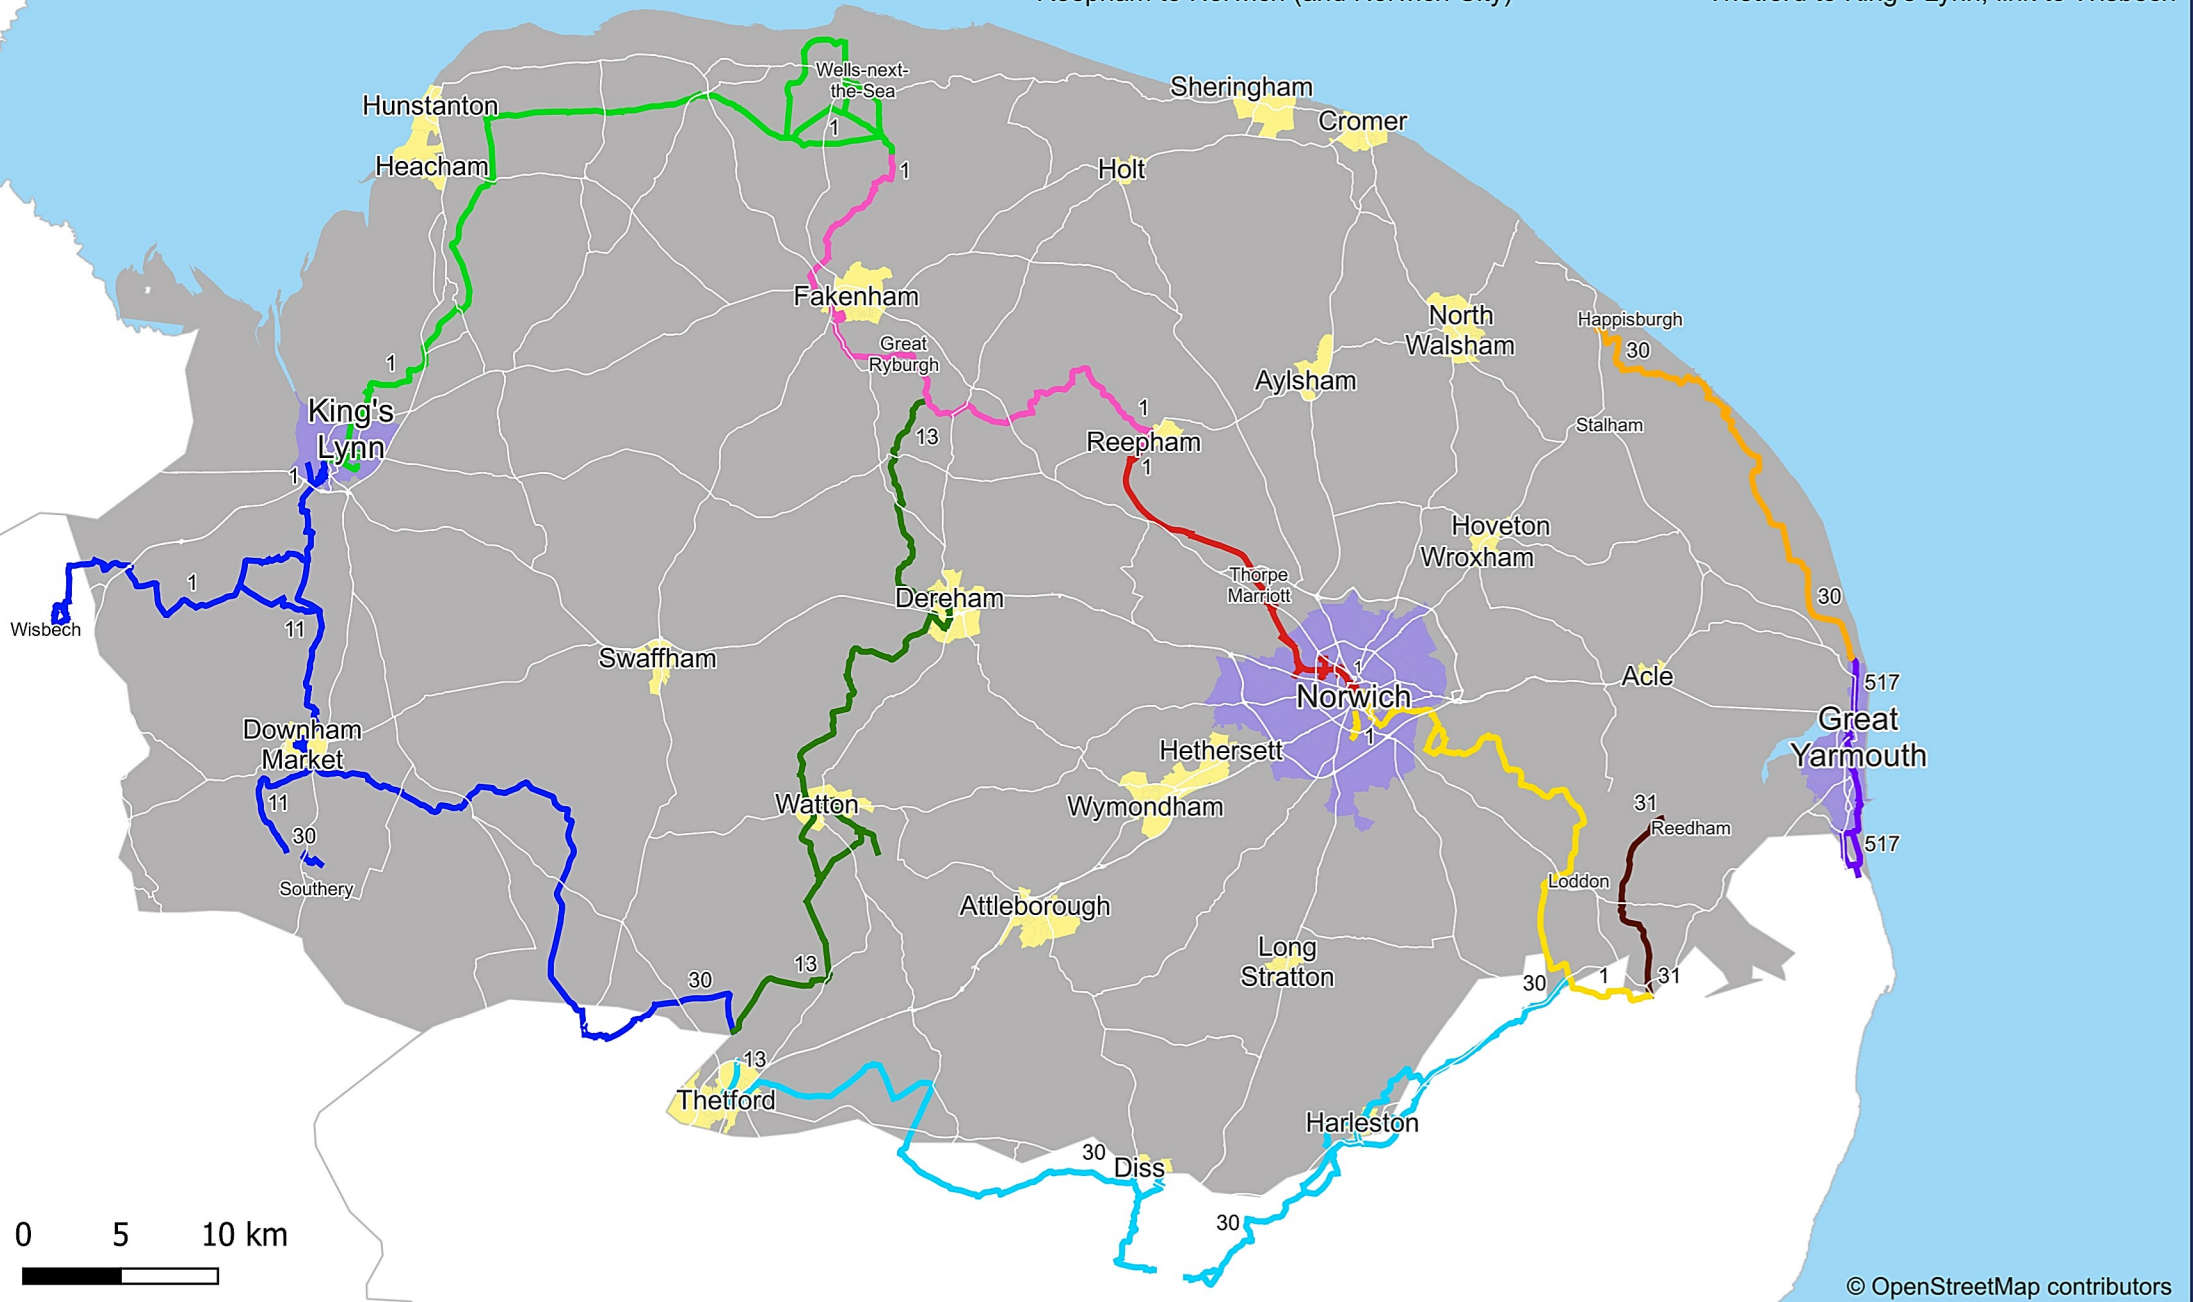 Wells-next-
the-Sea
Sheringham
Hunstanton
Cromer
1
Heacham
Holt
1
Fakenham
North
Walsham
Happisburgh
30
Great
Ryburgh
1
Aylsham
King's
Lynn
1
Reepham
1
13
Stalham
1
Hoveton
Wroxham
1
Thorpe
Marriott
30
Dereham
Wisbech
11
Swaffham
1
Norwich
Acle
517
Great
Yarmouth
Downham
Market
1
Hethersett
11
Watton
Wymondham
31
Reedham
30
517
Southery
Loddon
Attleborough
Long
Stratton
13
30
30
1
31
13
Thetford
Harleston
30
Diss
30
0 5 10 km
© OpenStreetMap contributors